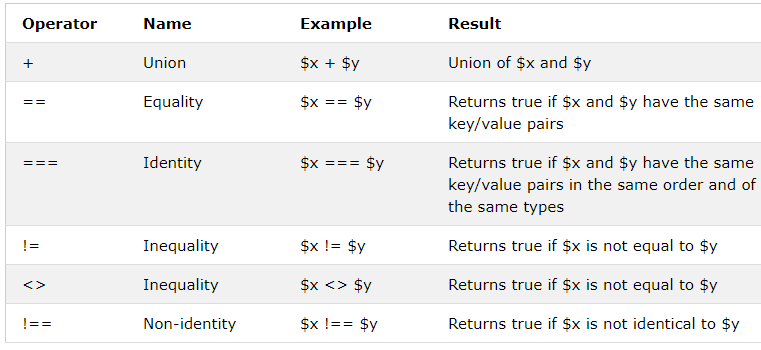 Operator Name Example Result
+ Union $x + $y Union of $x and $y
== Equality $x == $y Returns true if $x and $y have the same
key/value pairs
=== Identity $x === $y Returns true if $x and $y have the same
key/value pairs in the same order and of
the same types
!= Inequality $x != $y Returns true if $x is not equal to $y
<> Inequality $x <> $y Returns true if $x is not equal to $y
!== Non-identity $x !== $y Returns true if $x is not identical to $y